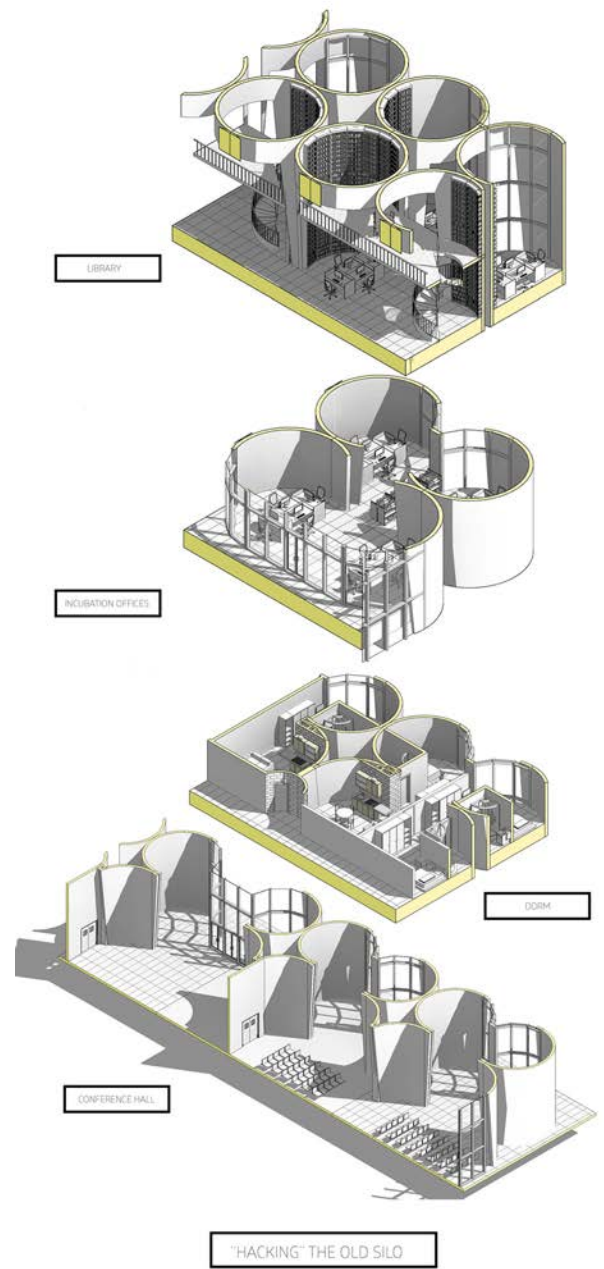 LIBRARY
INCUBATION OFFICES
DORM
CONFERENCE HALL
"HACKING" THE OLD SILO